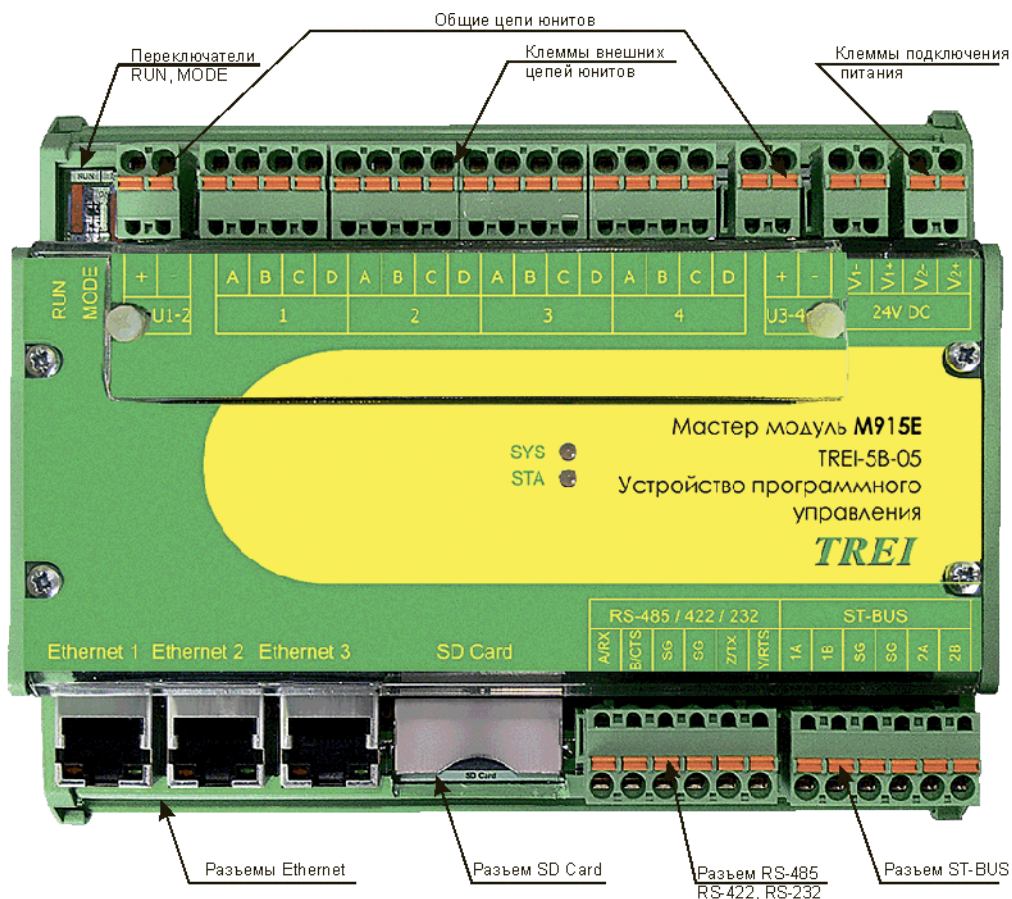 Общие цепи юнитов
Переключатели
RUN, MODE
Клеммы внешних
цепей юнитов
Клеммы подключения
питания
RUN
RUN
MODE
+ -
U1-2
A B C D A B C D A B C D A B C D
1 2 3 4
+ -
U3-4
V1- V1+ V2- V2+
24V DC
Мастер модуль M915E
SYS
TREI-5B-05
STA
Устройство программного
управления
TREI
RS-485 / 422 / 232
ST-BUS
A/RX B/CTS SG SG Z/TX Y/RTS
1A 1B SG SG 2A 2B
Ethernet 1 Ethernet 2 Ethernet 3
SD Card
SD Card
Разъемы Ethernet
Разъем SD Card
Разъем RS-485
RS-422, RS-232
Разъем ST-BUS